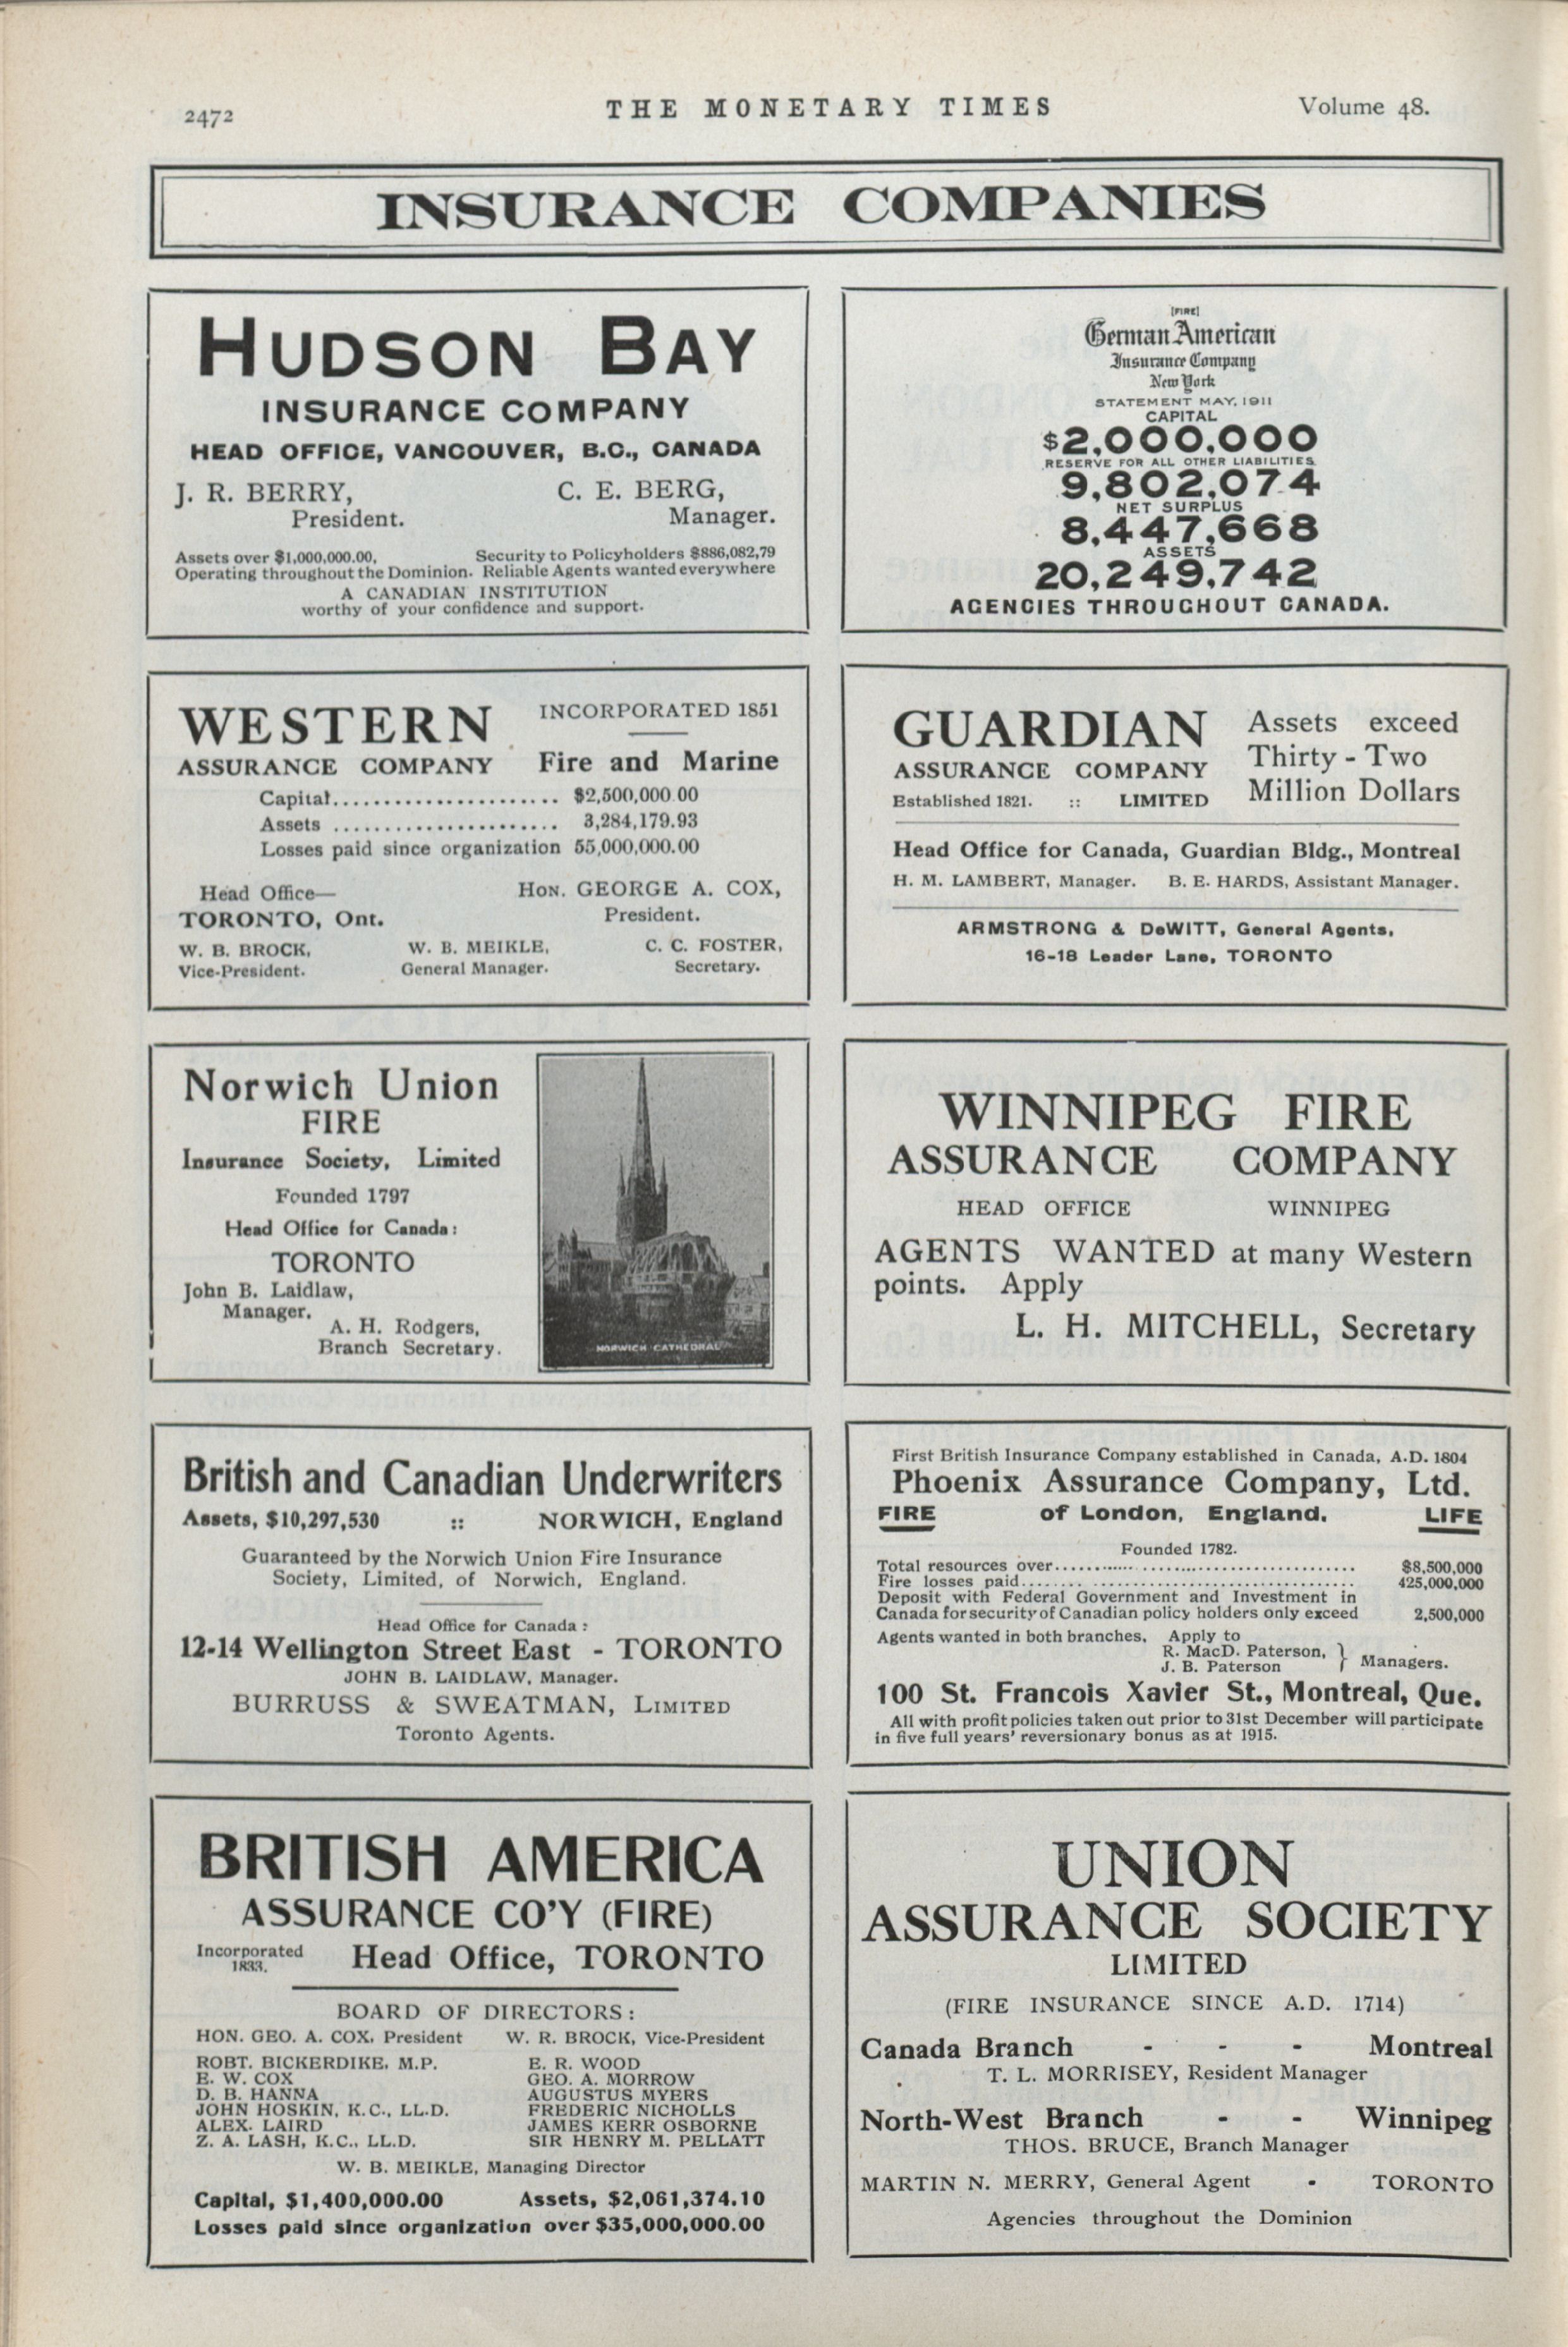 2472
THE MONETARY TIMES
Volume 48.
INSURANCE COMPANIES
HUDSON BAY
INSURANCE COMPANY
HEAD OFFICE, VANCOUVER, B.C., CANADA
J. R. BERRY,
President.
C. E. BERG,
Manager.
Assets over $1,000,000.00, Security to Policyholders $886,082,79
Operating throughout the Dominion. Reliable Agents wanted everywhere
A CANADIAN INSTITUTION
worthy of your confidence and support.
[FIRE]
German American
Insurance Company
New York
STATEMENT MAY, 1911
CAPITAL
$2,000,000
RESERVE FOR ALL OTHER LIABILITIES
9,802,074
NET SURPLUS
8,447,668
ASSETS
20,249,742
AGENCIES THROUGHOUT CANADA.
WESTERN
ASSURANCE COMPANY
INCORPORATED 1851
Fire and Marine
Capital...................... $2,500,000.00
Assets ...................... 3,284,179.93
Losses paid since organization 55,000,000.00
Head Office—
TORONTO, Ont.
HON. GEORGE A. COX,
President.
W. B. BROCK,
Vice-President.
W. B. MEIKLE,
General Manager.
C. C. FOSTER,
Secretary.
GUARDIAN
ASSURANCE COMPANY
Established 1821. :: LIMITED
Assets exceed
Thirty - Two
Million Dollars
Head Office for Canada, Guardian Bldg., Montreal
H. M. LAMBERT, Manager. B. E. HARDS, Assistant Manager.
ARMSTRONG & DeWITT, General Agents,
16-18 Leader Lane, TORONTO
Norwich Union
FIRE
Insurance Society, Limited
Founded 1797
Head Office for Canada:
TORONTO
John B. Laidlaw,
Manager.
A. H. Rodgers,
Branch Secretary.
NORWICH CATHEDRAL
WINNIPEG FIRE
ASSURANCE COMPANY
HEAD OFFICE WINNIPEG
AGENTS WANTED at many Western
points. Apply
L. H. MITCHELL, Secretary
British and Canadian Underwriters
Assets, $10,297,530 :: NORWICH, England
Guaranteed by the Norwich Union Fire Insurance
Society, Limited, of Norwich, England.
Head Office for Canada:
12-14 Wellington Street East - TORONTO
JOHN B. LAIDLAW, Manager.
BURRUSS & SWEATMAN, LIMITED
Toronto Agents.
First British Insurance Company established in Canada, A.D. 1804
Phoenix Assurance Company, Ltd.
FIRE of London, England. LIFE
Founded 1782.
Total resources over........................................ $8,500,000
Fire losses paid........................................ 425,000,000
Deposit with Federal Government and Investment in
Canada for security of Canadian policy holders only exceed 2,500,000
Agents wanted in both branches. Apply to
R. MacD. Paterson,
J. B. Paterson } Managers.
100 St. Francois Xavier St., Montreal, Que.
All with profit policies taken out prior to 31st December will participate
in five full years' reversionary bonus as at 1915.
BRITISH AMERICA
ASSURANCE CO'Y (FIRE)
Incorporated
1833.
Head Office, TORONTO
BOARD OF DIRECTORS:
HON. GEO. A. COX, President W. R. BROCK, Vice-President
ROBT. BICKERDIKE, M.P. E. R. WOOD
E. W. COX GEO. A. MORROW
D. B. HANNA AUGUSTUS MYERS
JOHN HOSKIN, K.C., LL.D. FREDERIC NICHOLLS
ALEX. LAIRD JAMES KERR OSBORNE
Z. A. LASH, K.C., LL.D. SIR HENRY M. PELLATT
W. B. MEIKLE, Managing Director
Capital, $1,400,000.00 Assets, $2,061,374.10
Losses paid since organization over $35,000,000.00
UNION
ASSURANCE SOCIETY
LIMITED
(FIRE INSURANCE SINCE A.D. 1714)
Canada Branch - - - Montreal
T. L. MORRISEY, Resident Manager
North-West Branch - - Winnipeg
THOS. BRUCE, Branch Manager
MARTIN N. MERRY, General Agent - TORONTO
Agencies throughout the Dominion